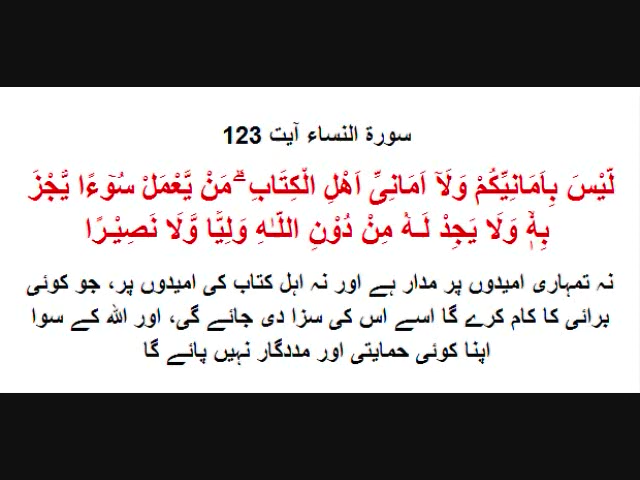 سورة النساء آیت 123
لَّيْسَ بِاَمَانِيِّكُمْ وَلَآ اَمَانِىِّ اَهْلِ الْكِتَابِ ۗ مَنْ يَّعْمَلْ سُوٓءًا يُّجْزَ
بِهٖۙ وَلَا يَجِدْ لَـهٝ مِنْ دُوْنِ اللّـٰهِ وَلِيًّا وَّلَا نَصِيْـرًا
نہ تمہاری امیدوں پر مدار ہے اور نہ اہل کتاب کی امیدوں پر، جو کوئی
برائی کا کام کرے گا اسے اس کی سزا دی جائے گی، اور اللہ کے سوا
اپنا کوئی حمایتی اور مددگار نہیں پائے گا